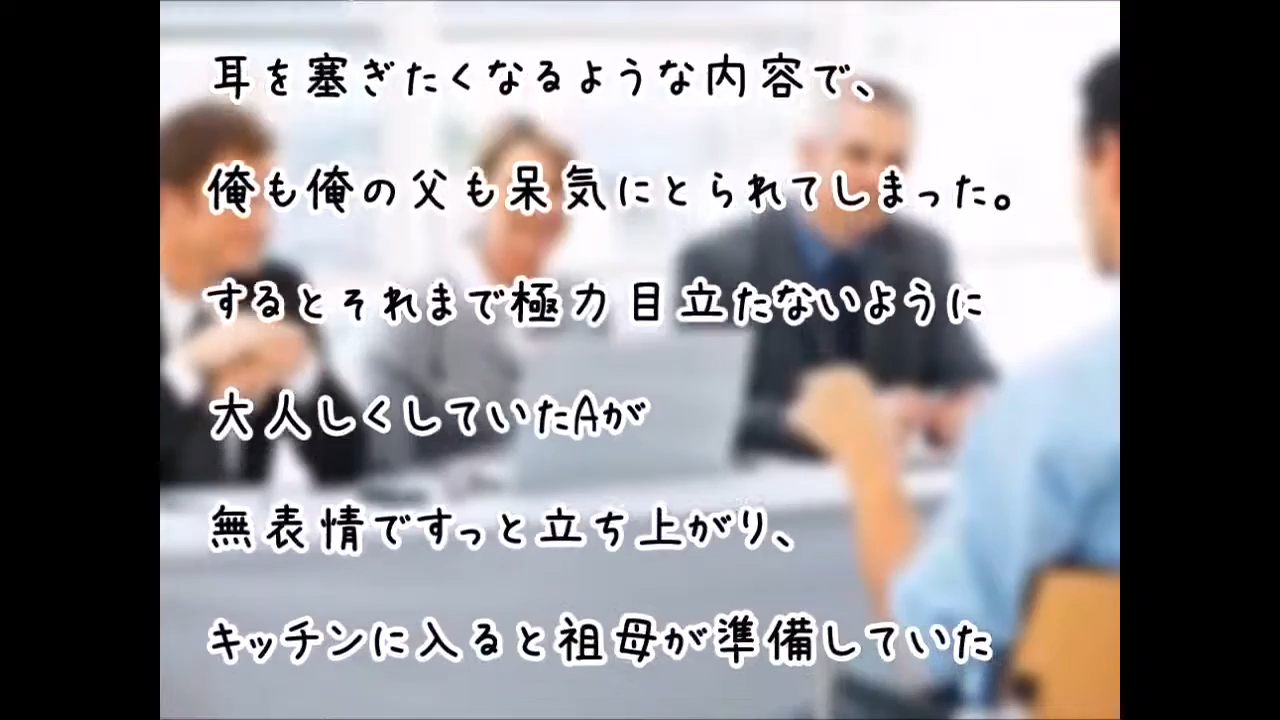 耳を塞ぎたくなるような内容で、
俺も俺の父も呆気にとられてしまった。
するとそれまで極力目立たないように
大人しくしていたAが
無表情ですっと立ち上がり、
キッチンに入ると祖母が準備していた